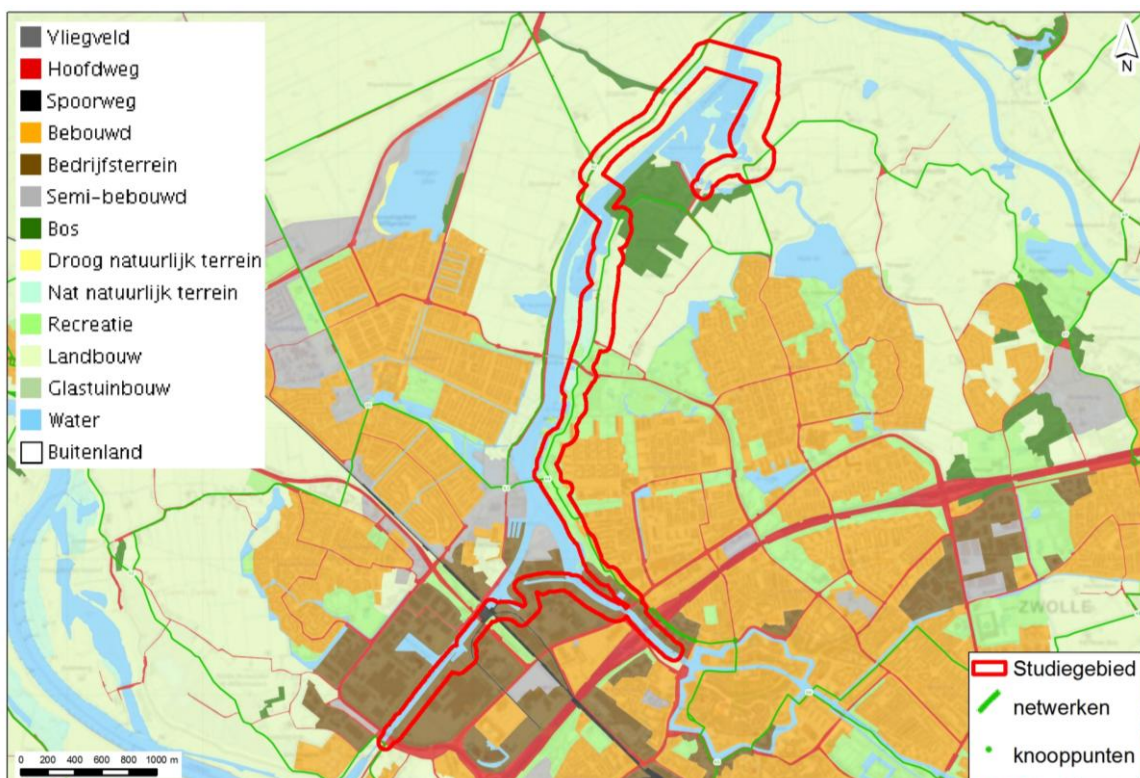 Vliegveld
Hoofdweg
Spoorweg
Bebouwd
Bedrijfsterrein
Semi-bebouwd
Bos
Droog natuurlijk terrein
Nat natuurlijk terrein
Recreatie
Landbouw
Glastuinbouw
Water
Buitenland
N
ZWOLLE
Studiegebied
netwerken
knooppunten
0 200 400 600 800 1000 m